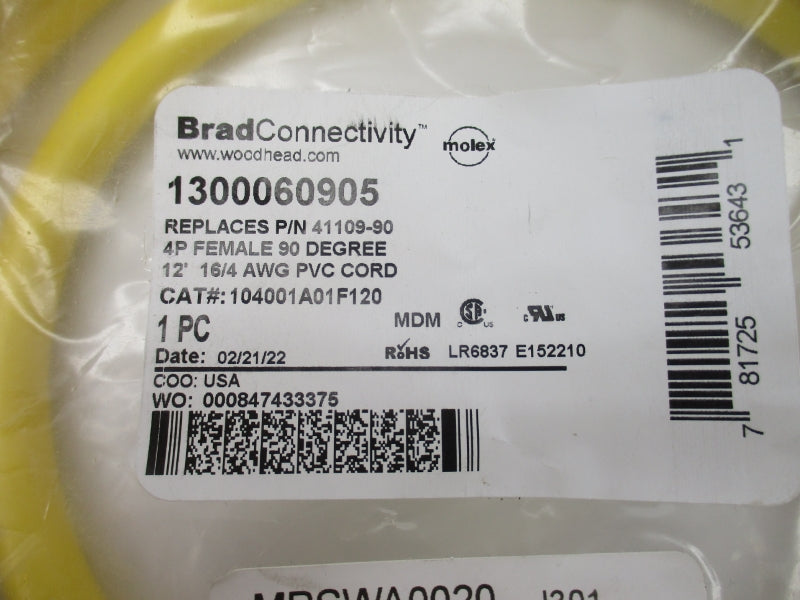 BradConnectivity™
www.woodhead.com
molex
1300060905
REPLACES P/N 41109-90
4P FEMALE 90 DEGREE
12' 16/4 AWG PVC CORD
CAT#: 104001A01F120
1 PC
MDM
Date: 02/21/22
RoHS LR6837 E152210
COO: USA
WO: 000847433375
7 81725 53643 1